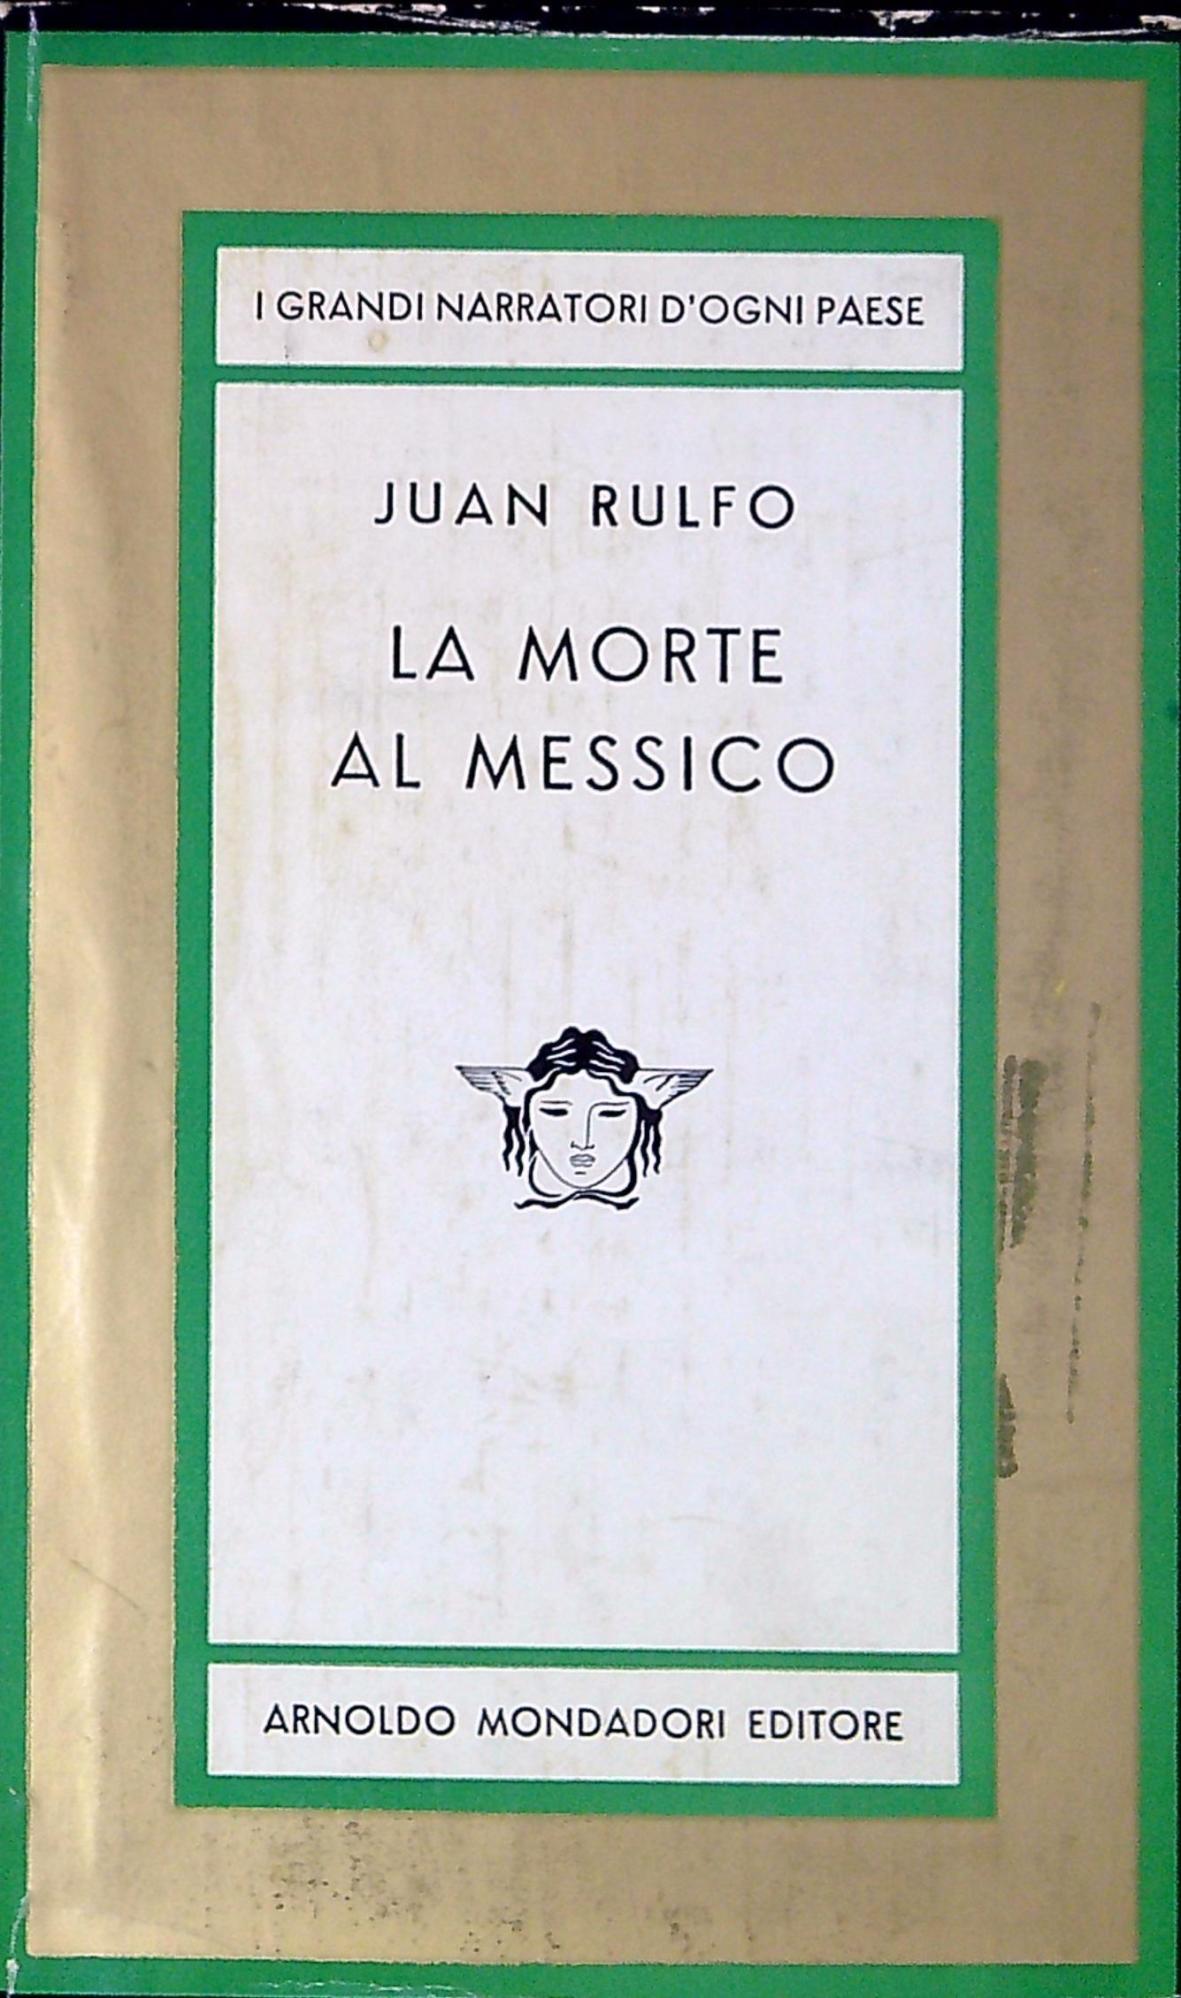 I GRANDI NARRATORI D'OGNI PAESE
JUAN RULFO
LA MORTE
AL MESSICO
ARNOLDO MONDADORI EDITORE